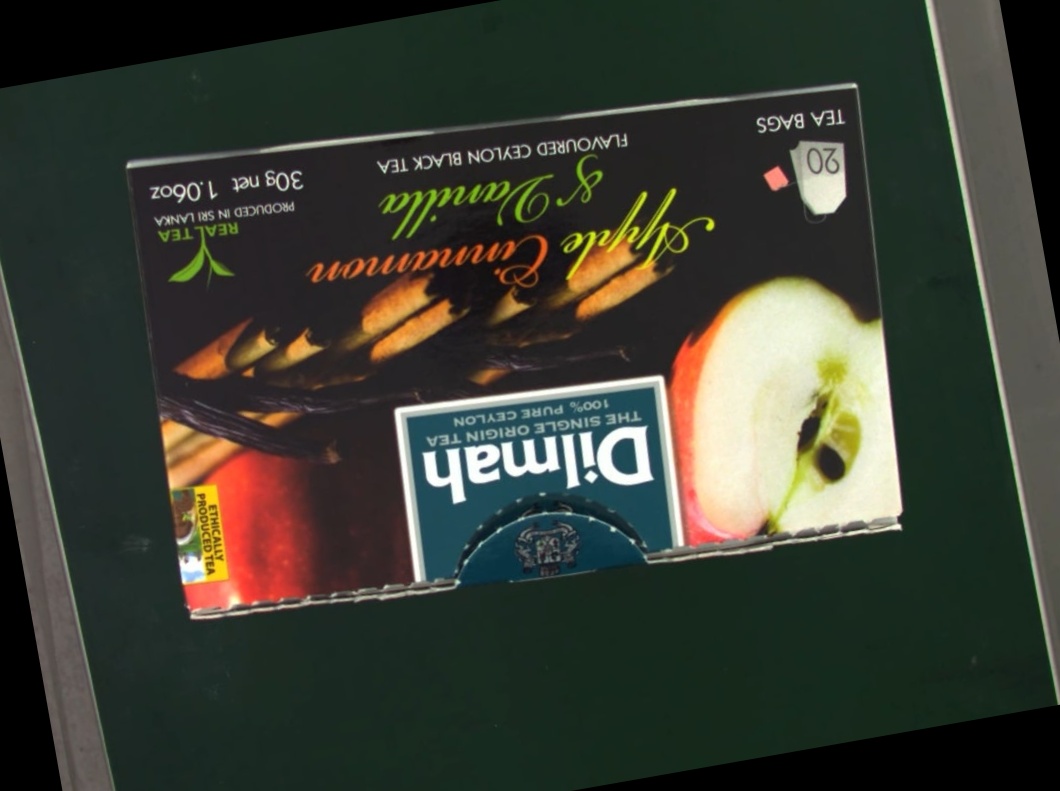 Dilmah
THE SINGLE ORIGIN TEA
100% PURE CEYLON
Apple Cinnamon
& Vanilla
FLAVOURED CEYLON BLACK TEA
20
TEA BAGS
REAL TEA
PRODUCED IN SRI LANKA
30g net 1.06oz
ETHICALLY
PRODUCED TEA